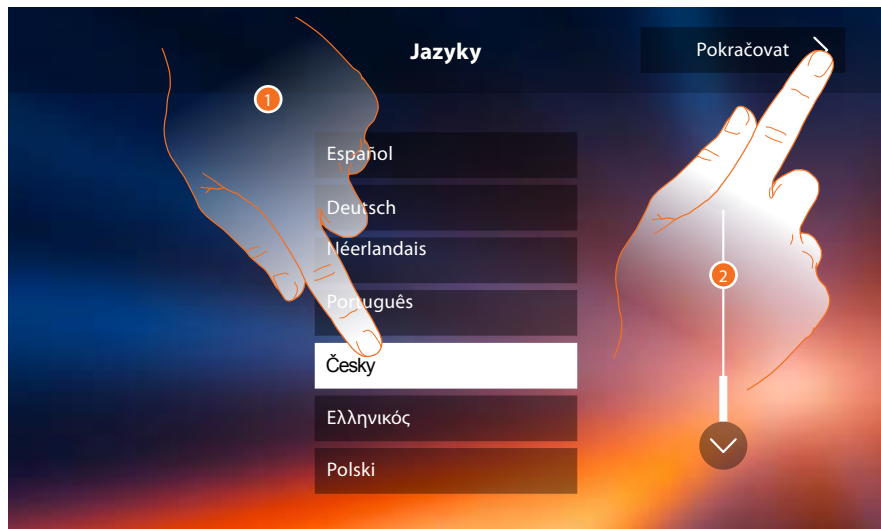 Jazyky
Pokračovat
1
Español
Deutsch
Néerlandais
Português
2
Česky
Ελληνικός
Polski